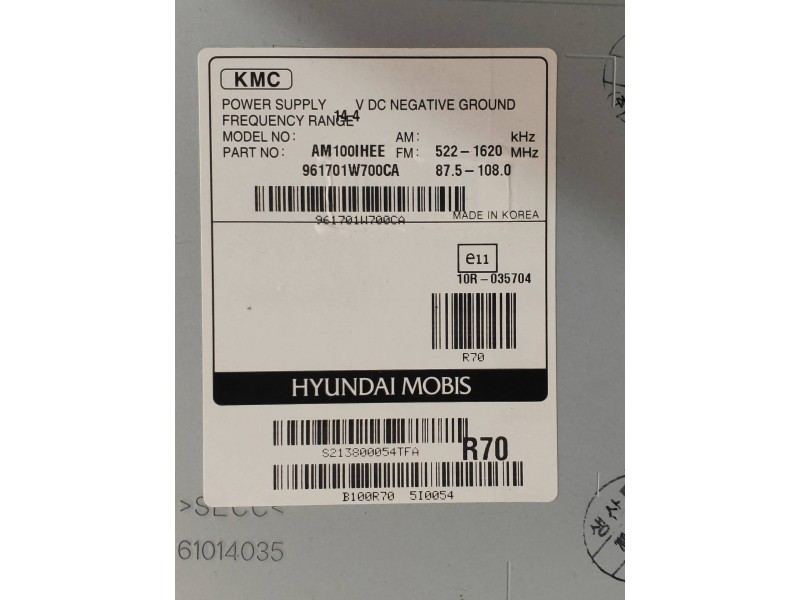 KMC
POWER SUPPLY 14.4 V DC NEGATIVE GROUND
FREQUENCY RANGE
MODEL NO: AM: kHz
PART NO: AM100IHEE FM: 522-1620 MHz
961701W700CA 87.5-108.0
961701W700CA
MADE IN KOREA
e11
10R-035704
R70
HYUNDAI MOBIS
S213800054TFA
R70
B100R70 5I0054
>SECC<
61014035
생산